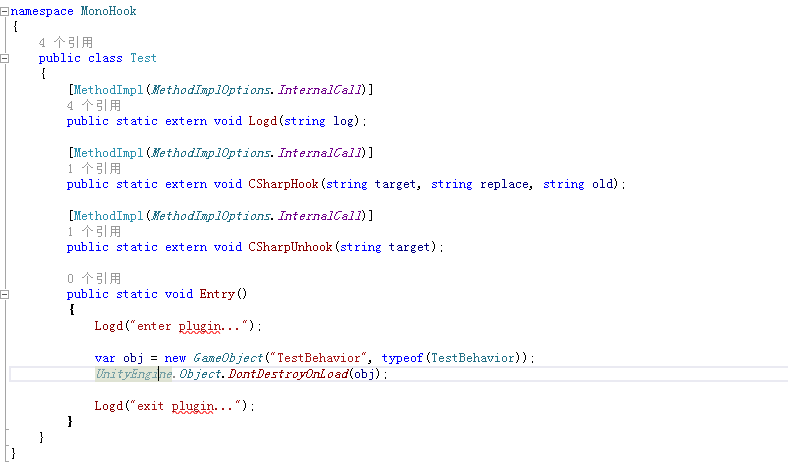 namespace MonoHook
{
4 个引用
public class Test
{
[MethodImpl(MethodImplOptions.InternalCall)]
4 个引用
public static extern void Logd(string log);
[MethodImpl(MethodImplOptions.InternalCall)]
1 个引用
public static extern void CSharpHook(string target, string replace, string old);
[MethodImpl(MethodImplOptions.InternalCall)]
1 个引用
public static extern void CSharpUnhook(string target);
0 个引用
public static void Entry()
{
Logd("enter plugin...");
var obj = new GameObject("TestBehavior", typeof(TestBehavior));
UnityEngine.Object.DontDestroyOnLoad(obj);
Logd("exit plugin...");
}
}
}